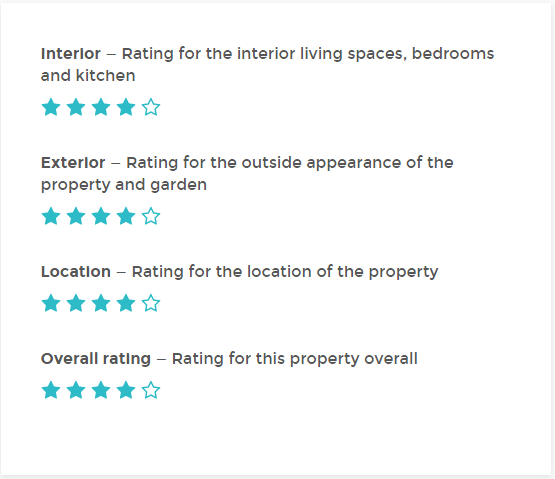 Interior – Rating for the interior living spaces, bedrooms
and kitchen
Exterior – Rating for the outside appearance of the
property and garden
Location – Rating for the location of the property
Overall rating – Rating for this property overall